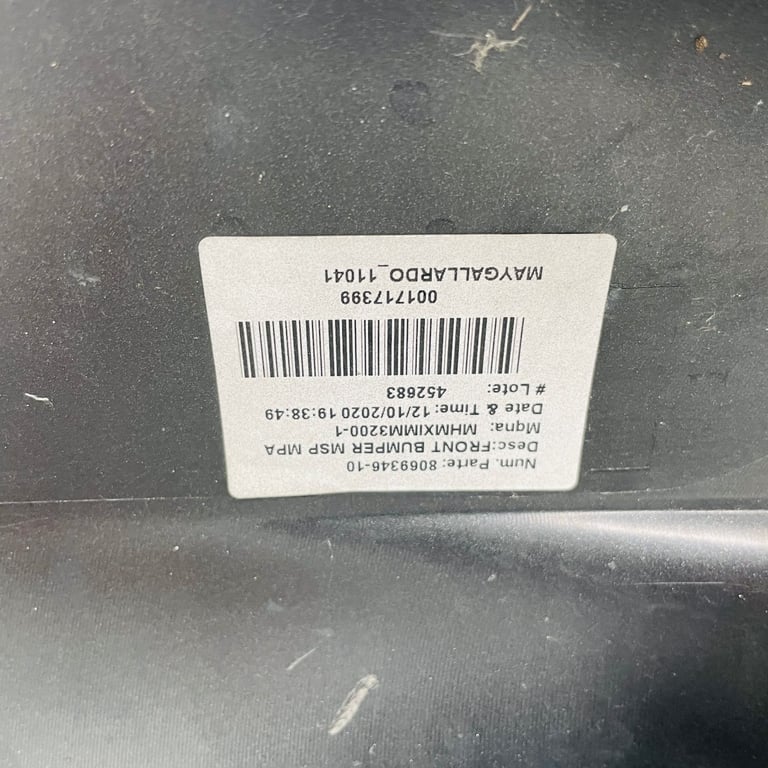 Num. Parte: 8069346-10
Desc:FRONT BUMPER MSP MPA
Mqna: MHMXIMM3200-1
Date & Time: 12/10/2020 19:38:49
# Lote: 452683
001717399
MAYGALLARDO_11041